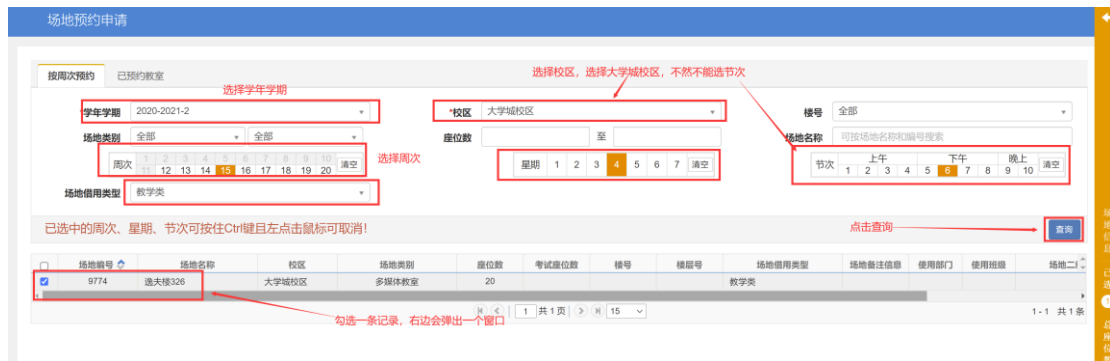 场地预约申请
按周次预约 已预约教室
选择学年学期
选择校区，选择大学城校区，不然不能选节次
*学年学期 2020-2021-2
*校区 大学城校区
楼号 全部
场地类别 全部 全部
座位数 至
场地名称 可按场地名称和编号搜索
周次 1 2 3 4 5 6 7 8 9 10 清空
11 12 13 14 15 16 17 18 19 20
选择周次
星期 1 2 3 4 5 6 7 清空
节次 上午 下午 晚上 清空
1 2 3 4 5 6 7 8 9 10
场地借用类型 教学类
已选中的周次、星期、节次可按住Ctrl键且左点击鼠标可取消!
点击查询
查询
场地编号 场地名称 校区 场地类别 座位数 考试座位数 楼号 楼层号 场地借用类型 场地备注信息 使用部门 使用班级 场地二
9774 逸夫楼326 大学城校区 多媒体教室 20 教学类
勾选一条记录，右边会弹出一个窗口
1 共1页 15
1-1 共1条
场地信息 已选 1 总座位